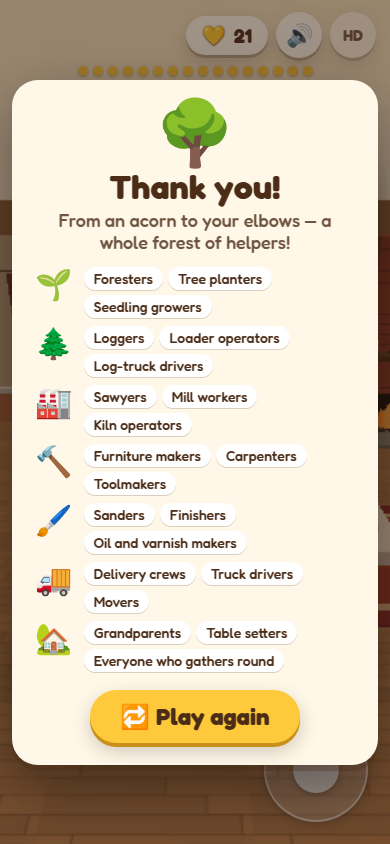 21
HD
Thank you!
From an acorn to your elbows — a
whole forest of helpers!
Foresters Tree planters
Seedling growers
Loggers Loader operators
Log-truck drivers
Sawyers Mill workers
Kiln operators
Furniture makers Carpenters
Toolmakers
Sanders Finishers
Oil and varnish makers
Delivery crews Truck drivers
Movers
Grandparents Table setters
Everyone who gathers round
Play again